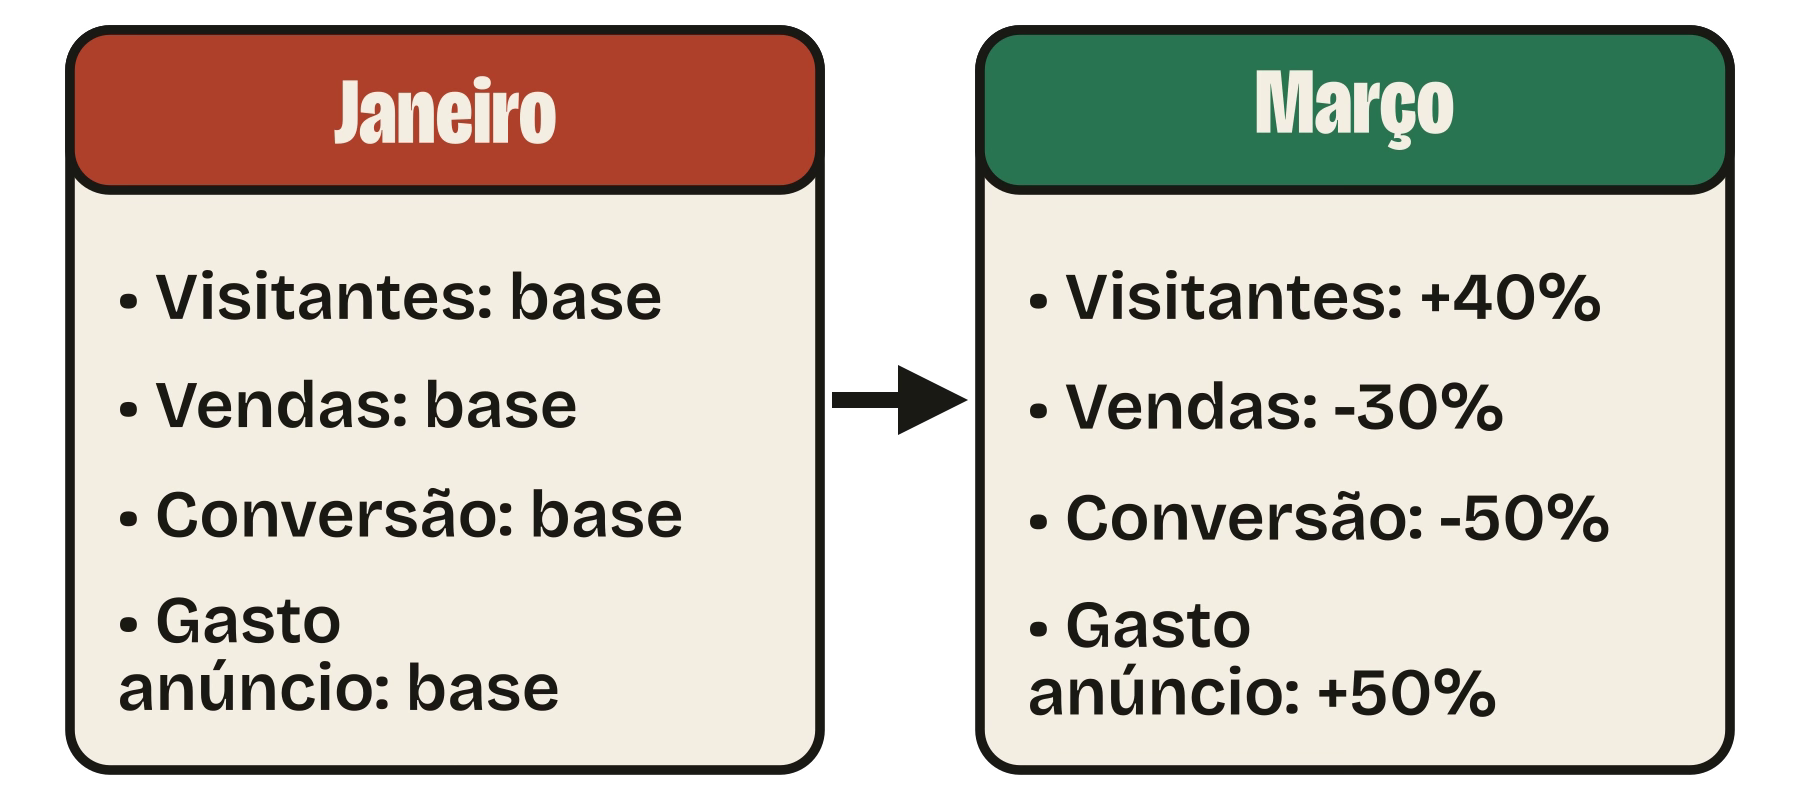 Janeiro
• Visitantes: base
• Vendas: base
• Conversão: base
• Gasto
anúncio: base
Março
• Visitantes: +40%
• Vendas: -30%
• Conversão: -50%
• Gasto
anúncio: +50%